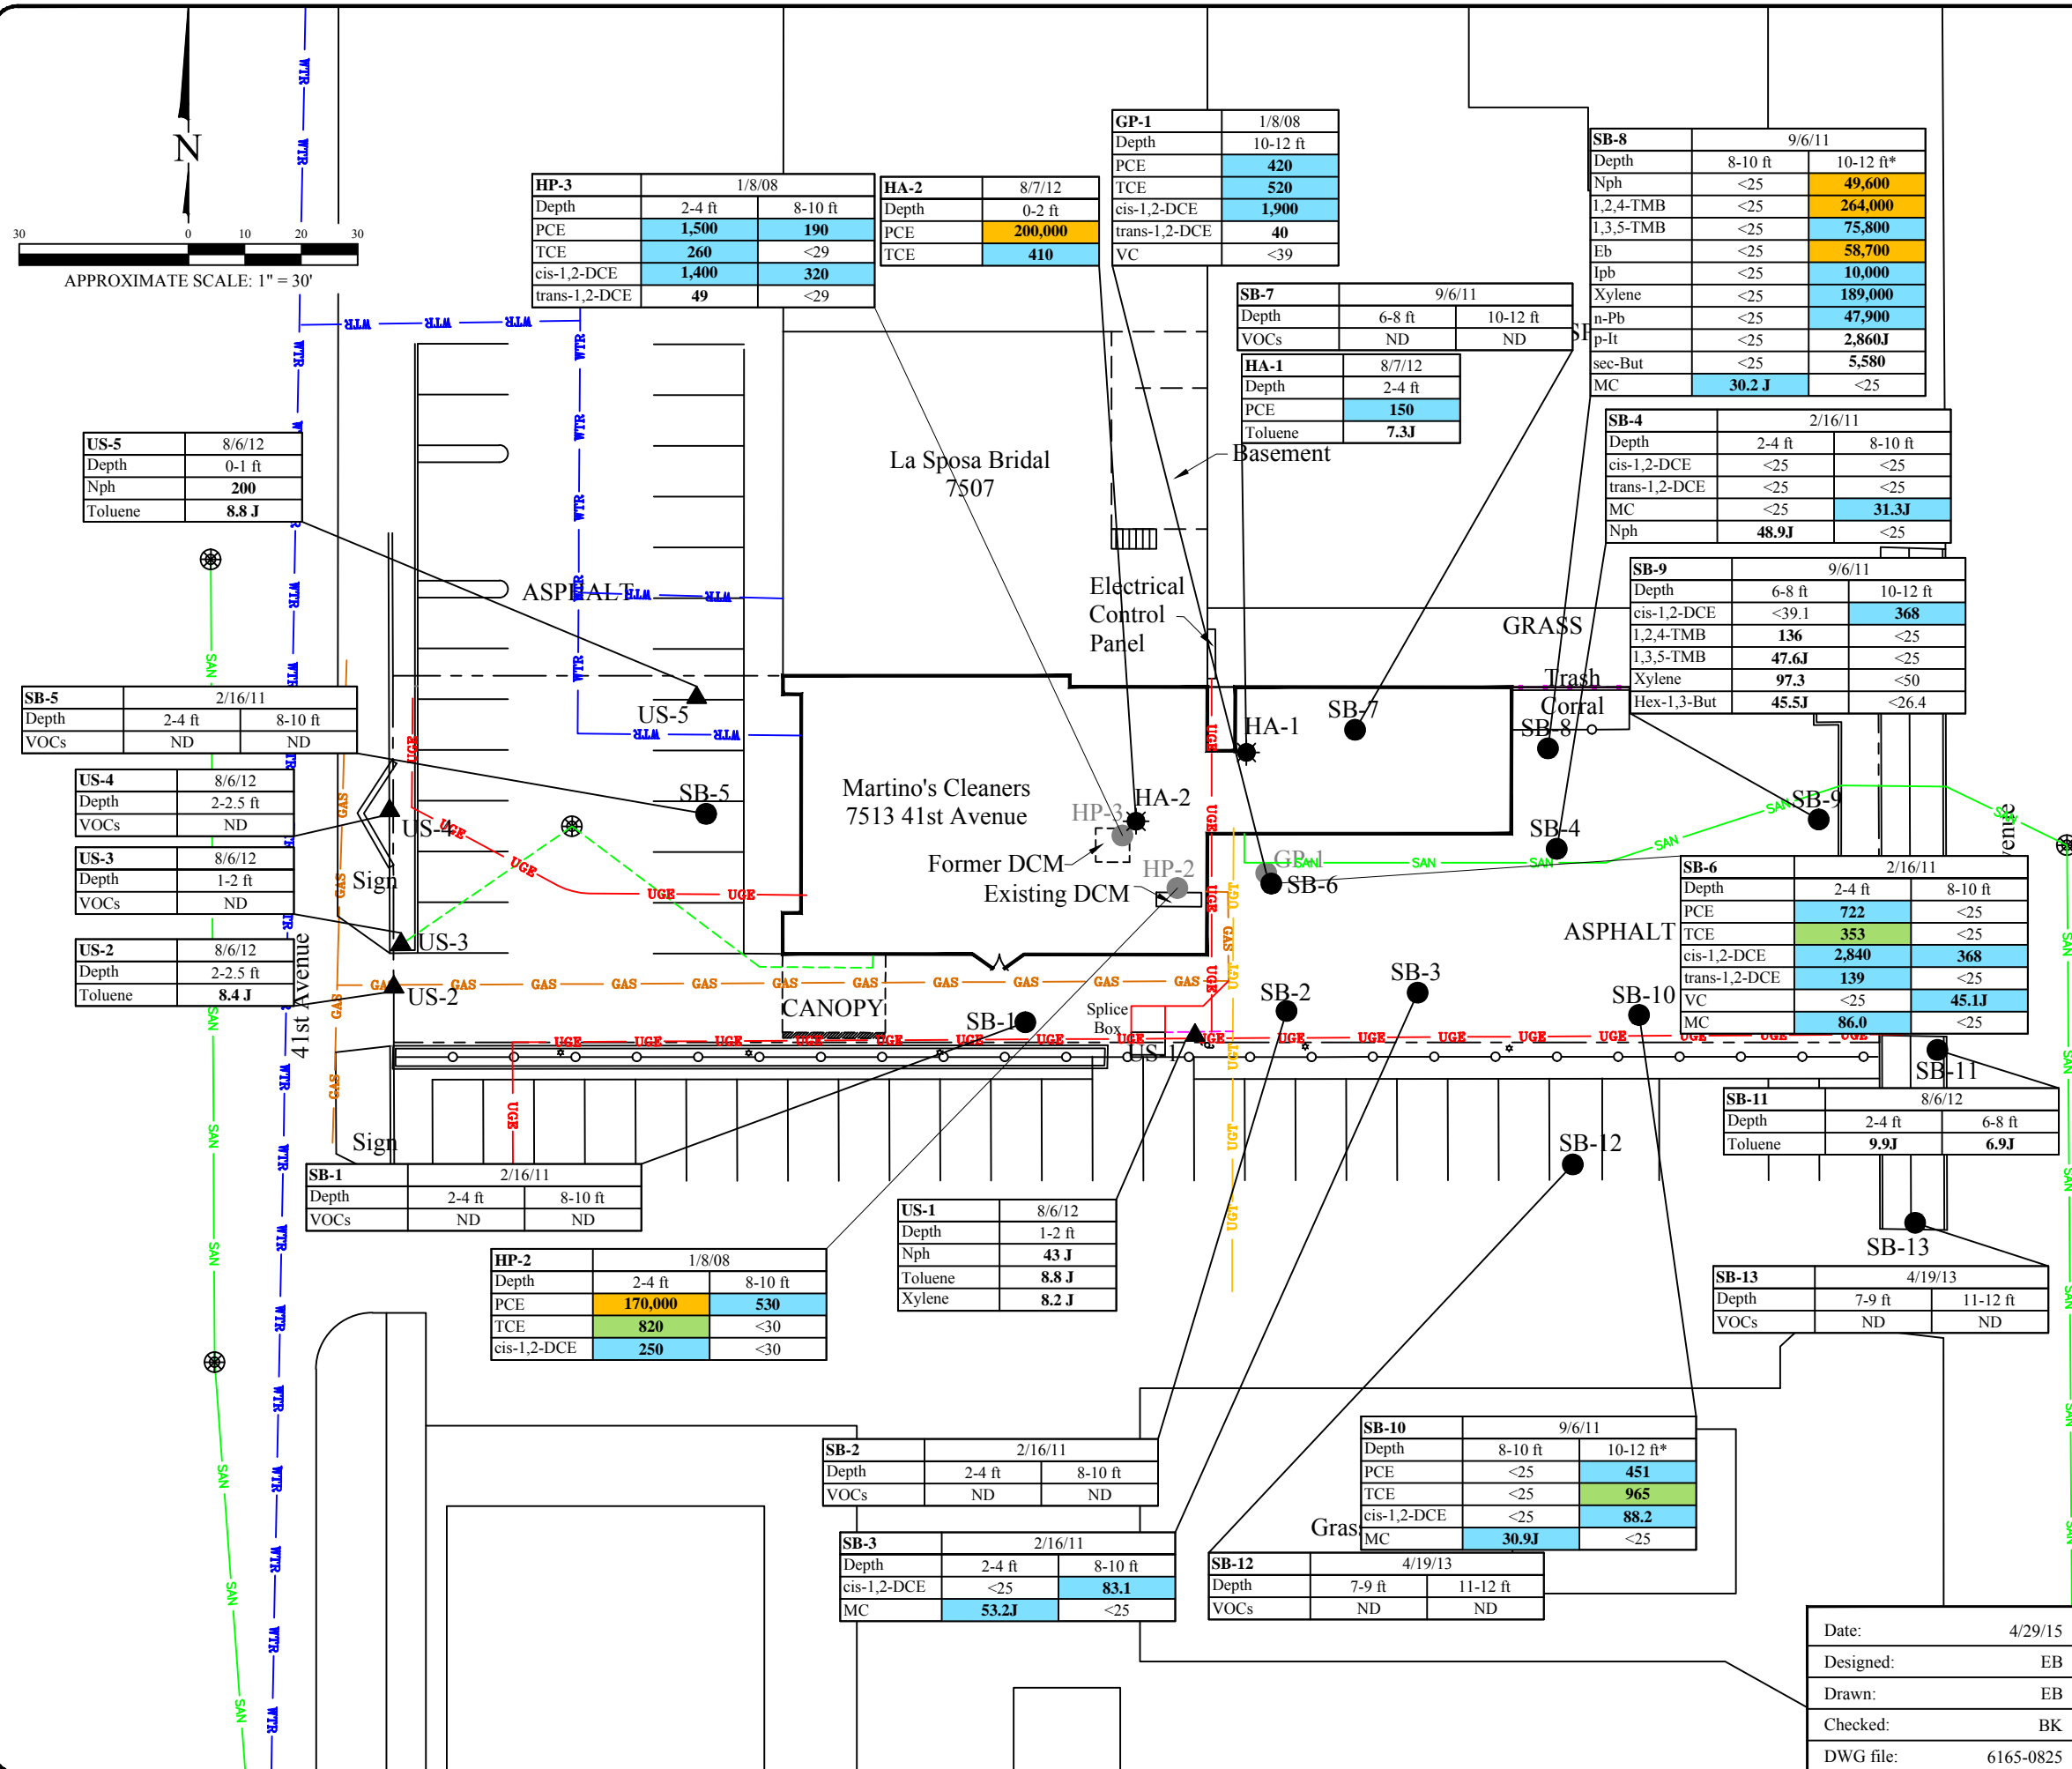 N
30 0 10 20 30
APPROXIMATE SCALE: 1" = 30'
HP-3 1/8/08
Depth 2-4 ft 8-10 ft
PCE 1,500 190
TCE 260 <29
cis-1,2-DCE 1,400 320
trans-1,2-DCE 49 <29
HA-2 8/7/12
Depth 0-2 ft
PCE 200,000
TCE 410
GP-1 1/8/08
Depth 10-12 ft
PCE 420
TCE 520
cis-1,2-DCE 1,900
trans-1,2-DCE 40
VC <39
SB-8 9/6/11
Depth 8-10 ft 10-12 ft*
Nph <25 49,600
1,2,4-TMB <25 264,000
1,3,5-TMB <25 75,800
Eb <25 58,700
Ipb <25 10,000
Xylene <25 189,000
n-Pb <25 47,900
p-It <25 2,860J
sec-But <25 5,580
MC 30.2 J <25
SB-7 9/6/11
Depth 6-8 ft 10-12 ft
VOCs ND ND
HA-1 8/7/12
Depth 2-4 ft
PCE 150
Toluene 7.3J
SB-4 2/16/11
Depth 2-4 ft 8-10 ft
cis-1,2-DCE <25 <25
trans-1,2-DCE <25 <25
MC <25 31.3J
Nph 48.9J <25
SB-9 9/6/11
Depth 6-8 ft 10-12 ft
cis-1,2-DCE <39.1 368
1,2,4-TMB 136 <25
1,3,5-TMB 47.6J <25
Xylene 97.3 <50
Hex-1,3-But 45.5J <26.4
US-5 8/6/12
Depth 0-1 ft
Nph 200
Toluene 8.8 J
SB-5 2/16/11
Depth 2-4 ft 8-10 ft
VOCs ND ND
US-4 8/6/12
Depth 2-2.5 ft
VOCs ND
US-3 8/6/12
Depth 1-2 ft
VOCs ND
US-2 8/6/12
Depth 2-2.5 ft
Toluene 8.4 J
La Sposa Bridal
7507
Basement
Electrical
Control
Panel
ASPHALT
GRASS
Trash
Corral
US-5
SB-5
US-4
Sign
US-3
US-2
41st Avenue
Martino's Cleaners
7513 41st Avenue
HP-3
HA-2
Former DCM
HP-2
Existing DCM
HA-1
SB-7
SB-8
SB-9
SB-4
GP-1
SB-6
ASPHALT
SB-6 2/16/11
Depth 2-4 ft 8-10 ft
PCE 722 <25
TCE 353 <25
cis-1,2-DCE 2,840 368
trans-1,2-DCE 139 <25
VC <25 45.1J
MC 86.0 <25
CANOPY
SB-1
Splice
Box
US-1
SB-2
SB-3
SB-10
SB-11
SB-12
SB-13
Sign
WTR WTR WTR
SAN SAN SAN
GAS GAS GAS GAS GAS GAS GAS GAS GAS
UGE UGE UGE UGE UGE UGE UGE
UGT UGT UGT
SB-11 8/6/12
Depth 2-4 ft 6-8 ft
Toluene 9.9J 6.9J
SB-1 2/16/11
Depth 2-4 ft 8-10 ft
VOCs ND ND
US-1 8/6/12
Depth 1-2 ft
Nph 43 J
Toluene 8.8 J
Xylene 8.2 J
HP-2 1/8/08
Depth 2-4 ft 8-10 ft
PCE 170,000 530
TCE 820 <30
cis-1,2-DCE 250 <30
SB-13 4/19/13
Depth 7-9 ft 11-12 ft
VOCs ND ND
SB-2 2/16/11
Depth 2-4 ft 8-10 ft
VOCs ND ND
SB-3 2/16/11
Depth 2-4 ft 8-10 ft
cis-1,2-DCE <25 83.1
MC 53.2J <25
SB-10 9/6/11
Depth 8-10 ft 10-12 ft*
PCE <25 451
TCE <25 965
cis-1,2-DCE <25 88.2
MC 30.9J <25
SB-12 4/19/13
Depth 7-9 ft 11-12 ft
VOCs ND ND
Date: 4/29/15
Designed: EB
Drawn: EB
Checked: BK
DWG file: 6165-0825